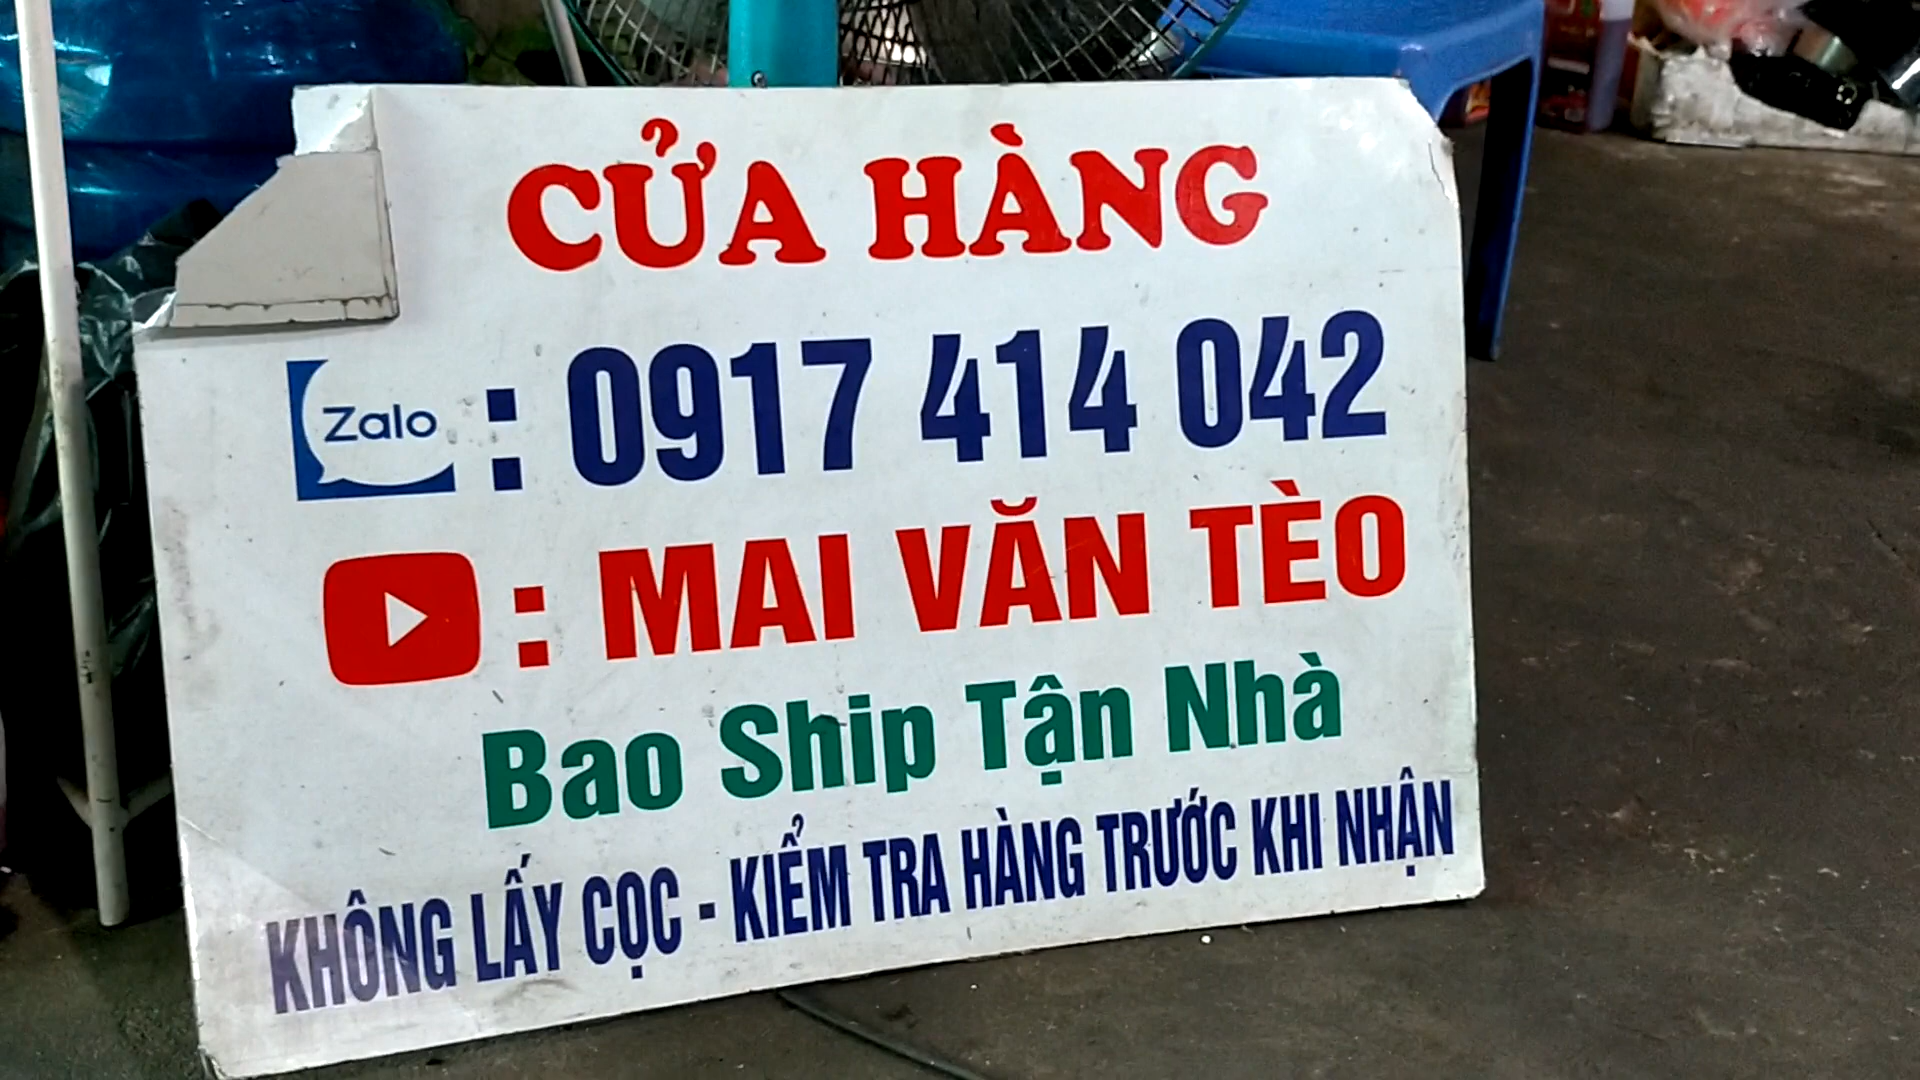 CỬA HÀNG
Zalo : 0917 414 042
: MAI VĂN TÈO
Bao Ship Tận Nhà
KHÔNG LẤY CỌC - KIỂM TRA HÀNG TRƯỚC KHI NHẬN